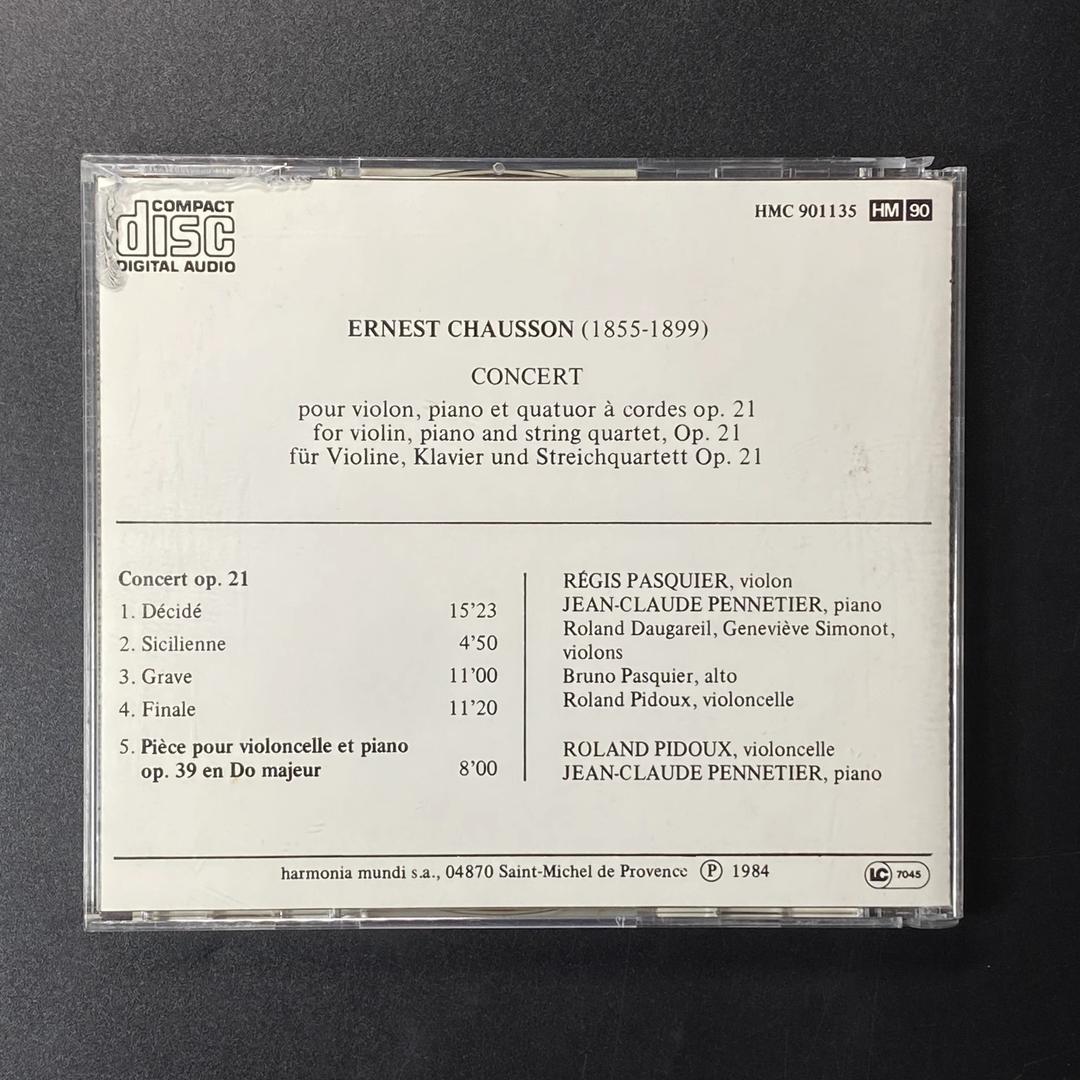 COMPACT
disc
DIGITAL AUDIO
HMC 901135 HM 90
ERNEST CHAUSSON (1855-1899)
CONCERT
pour violon, piano et quatuor à cordes op. 21
for violin, piano and string quartet, Op. 21
für Violine, Klavier und Streichquartett Op. 21
Concert op. 21
1. Décidé 15’23
2. Sicilienne 4’50
3. Grave 11’00
4. Finale 11’20
5. Pièce pour violoncelle et piano
op. 39 en Do majeur 8’00
RÉGIS PASQUIER, violon
JEAN-CLAUDE PENNETIER, piano
Roland Daugareil, Geneviève Simonot,
violons
Bruno Pasquier, alto
Roland Pidoux, violoncelle
ROLAND PIDOUX, violoncelle
JEAN-CLAUDE PENNETIER, piano
harmonia mundi s.a., 04870 Saint-Michel de Provence Ⓟ 1984
LC 7045